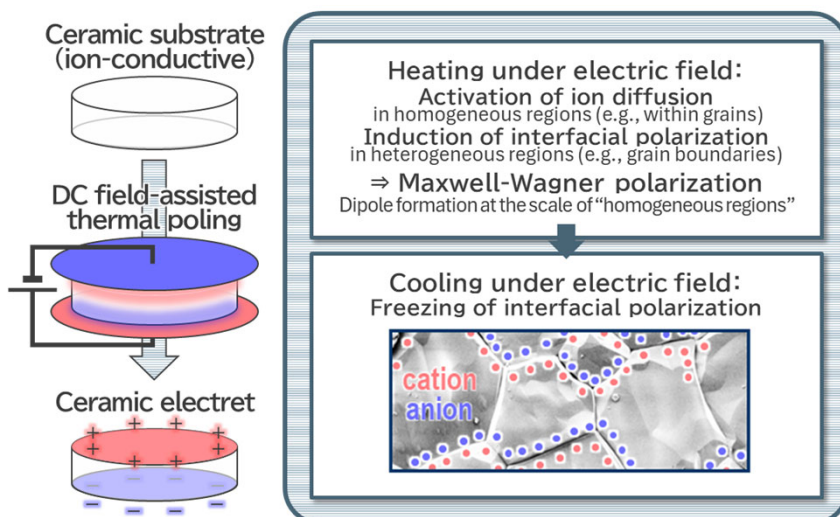 Ceramic substrate
(ion-conductive)
DC field-assisted
thermal poling
Ceramic electret
+ + + +
+ + + +
− − − −
− − − −
Heating under electric field:
Activation of ion diffusion
in homogeneous regions (e.g., within grains)
Induction of interfacial polarization
in heterogeneous regions (e.g., grain boundaries)
⇒ Maxwell-Wagner polarization
Dipole formation at the scale of “homogeneous regions”
Cooling under electric field:
Freezing of interfacial polarization
cation
anion